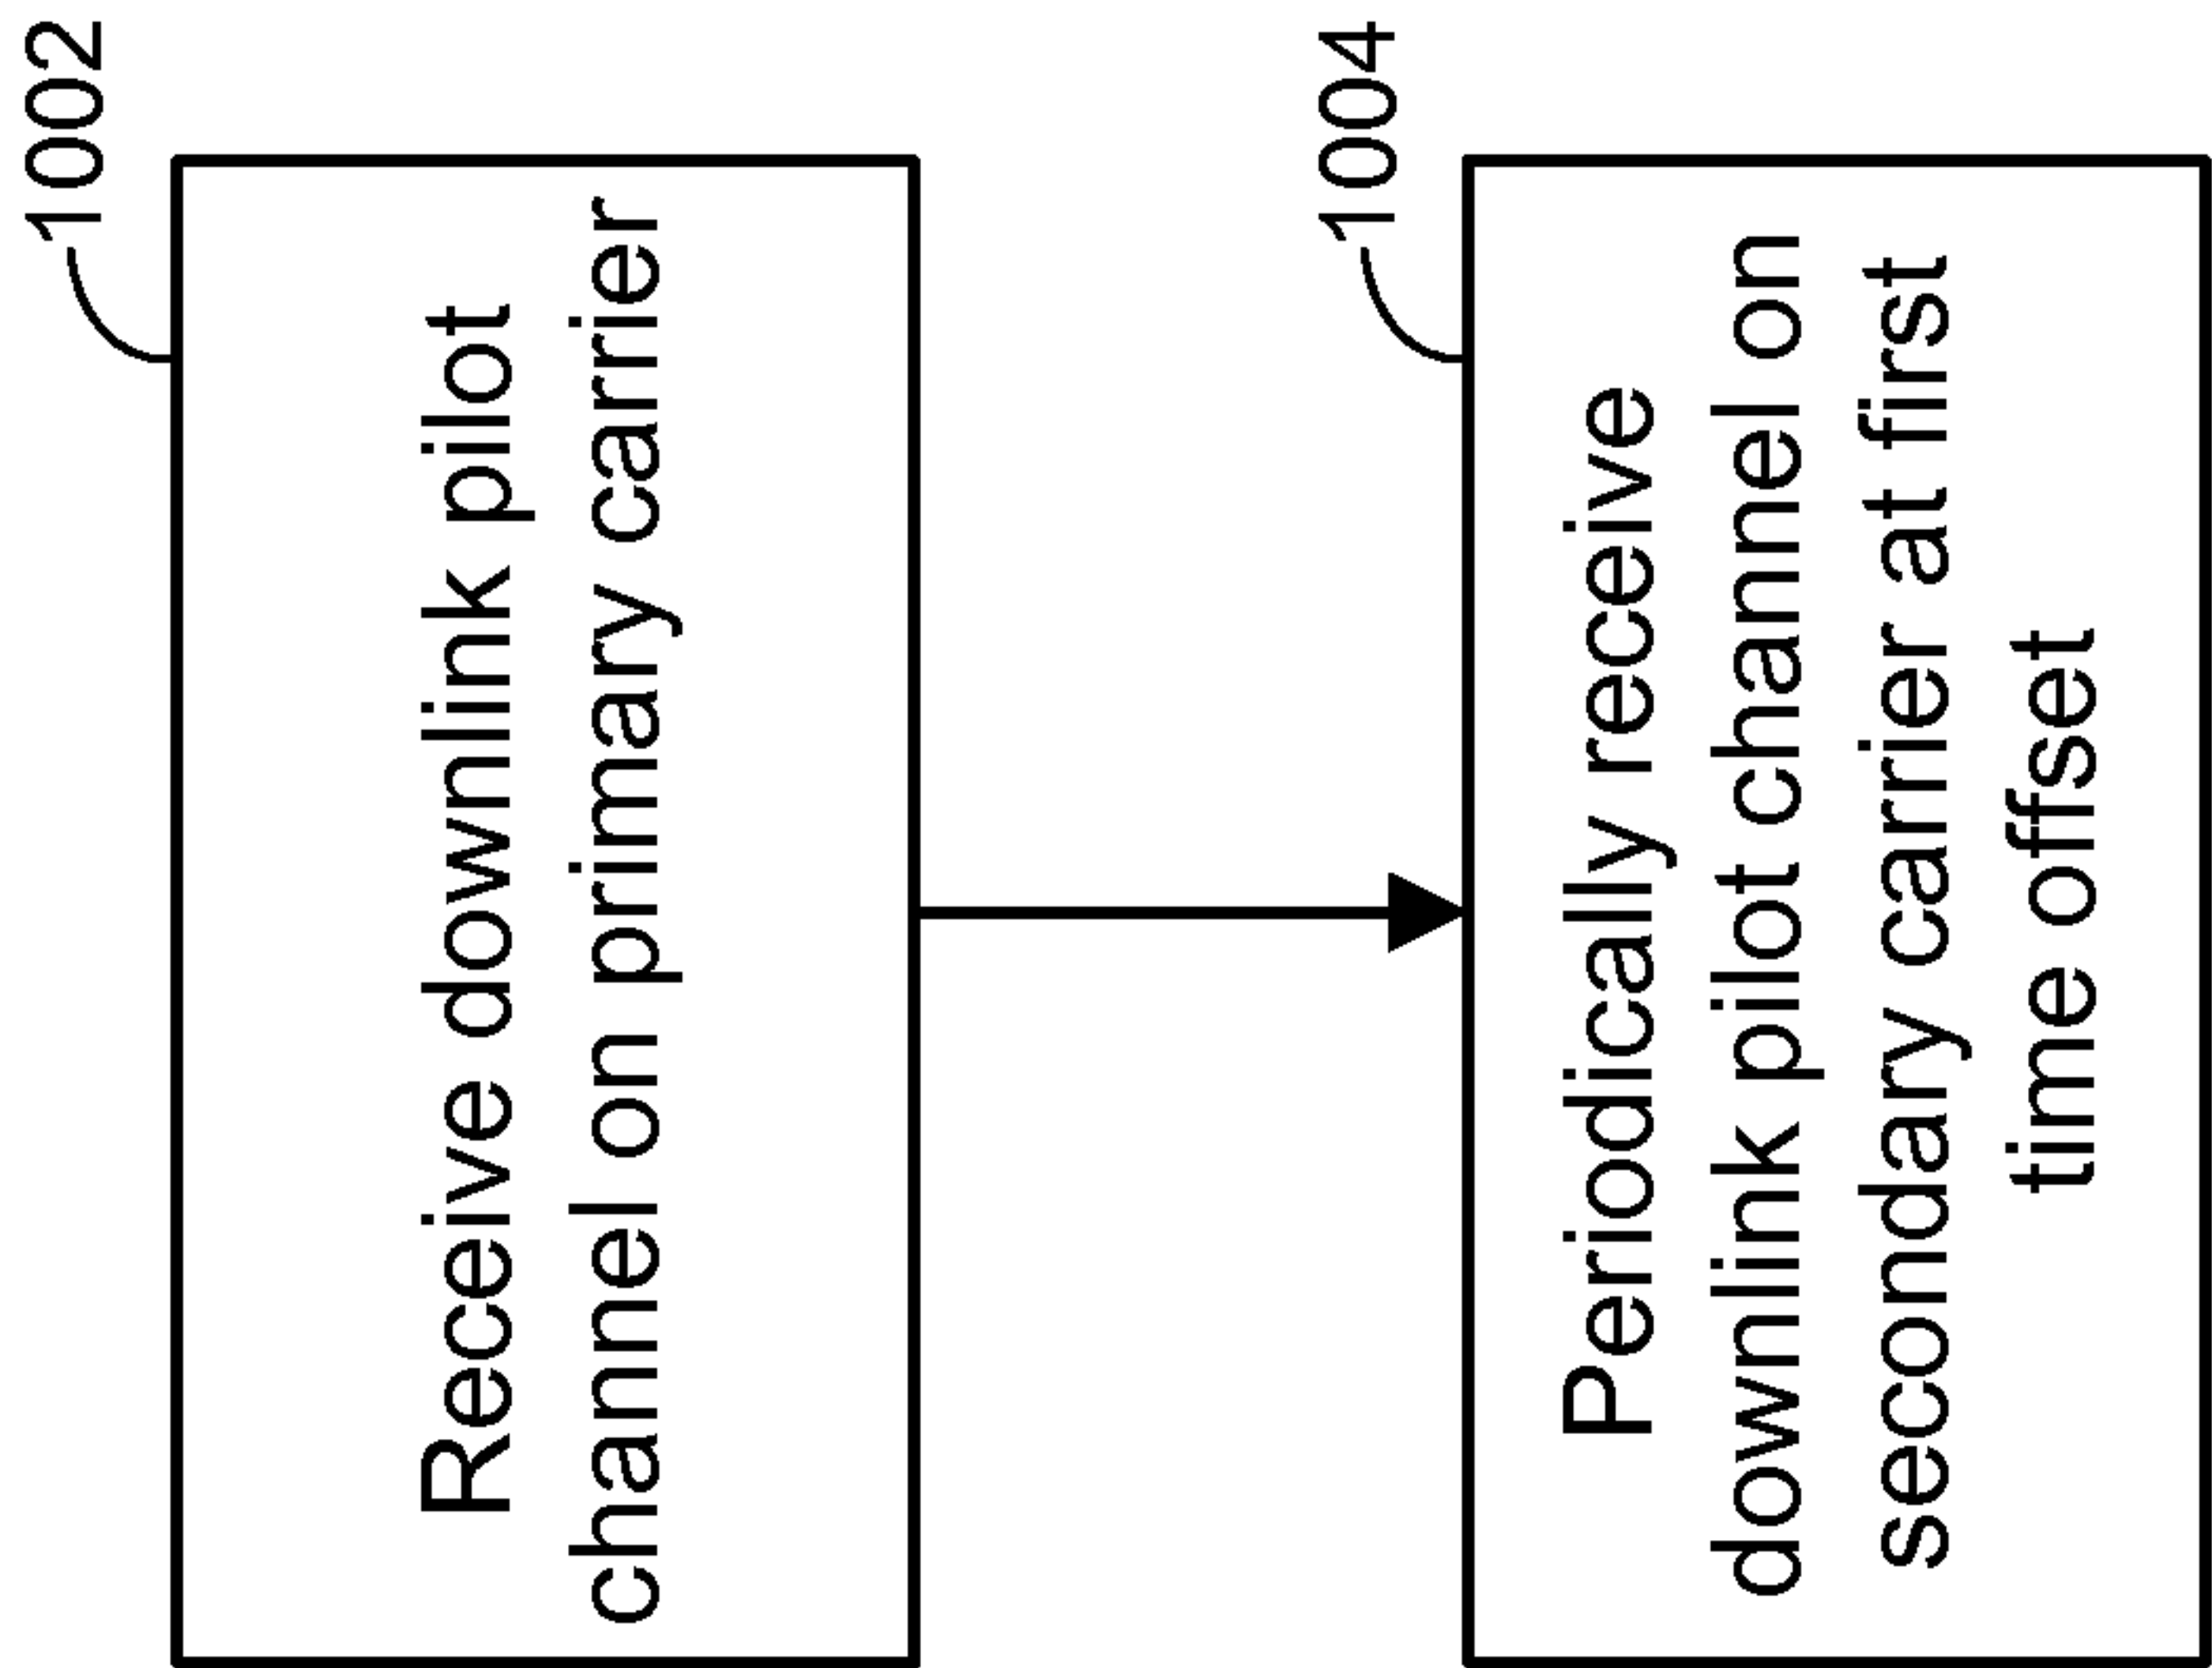 1002
Receive downlink pilot
channel on primary carrier
1004
Periodically receive
downlink pilot channel on
secondary carrier at first
time offset